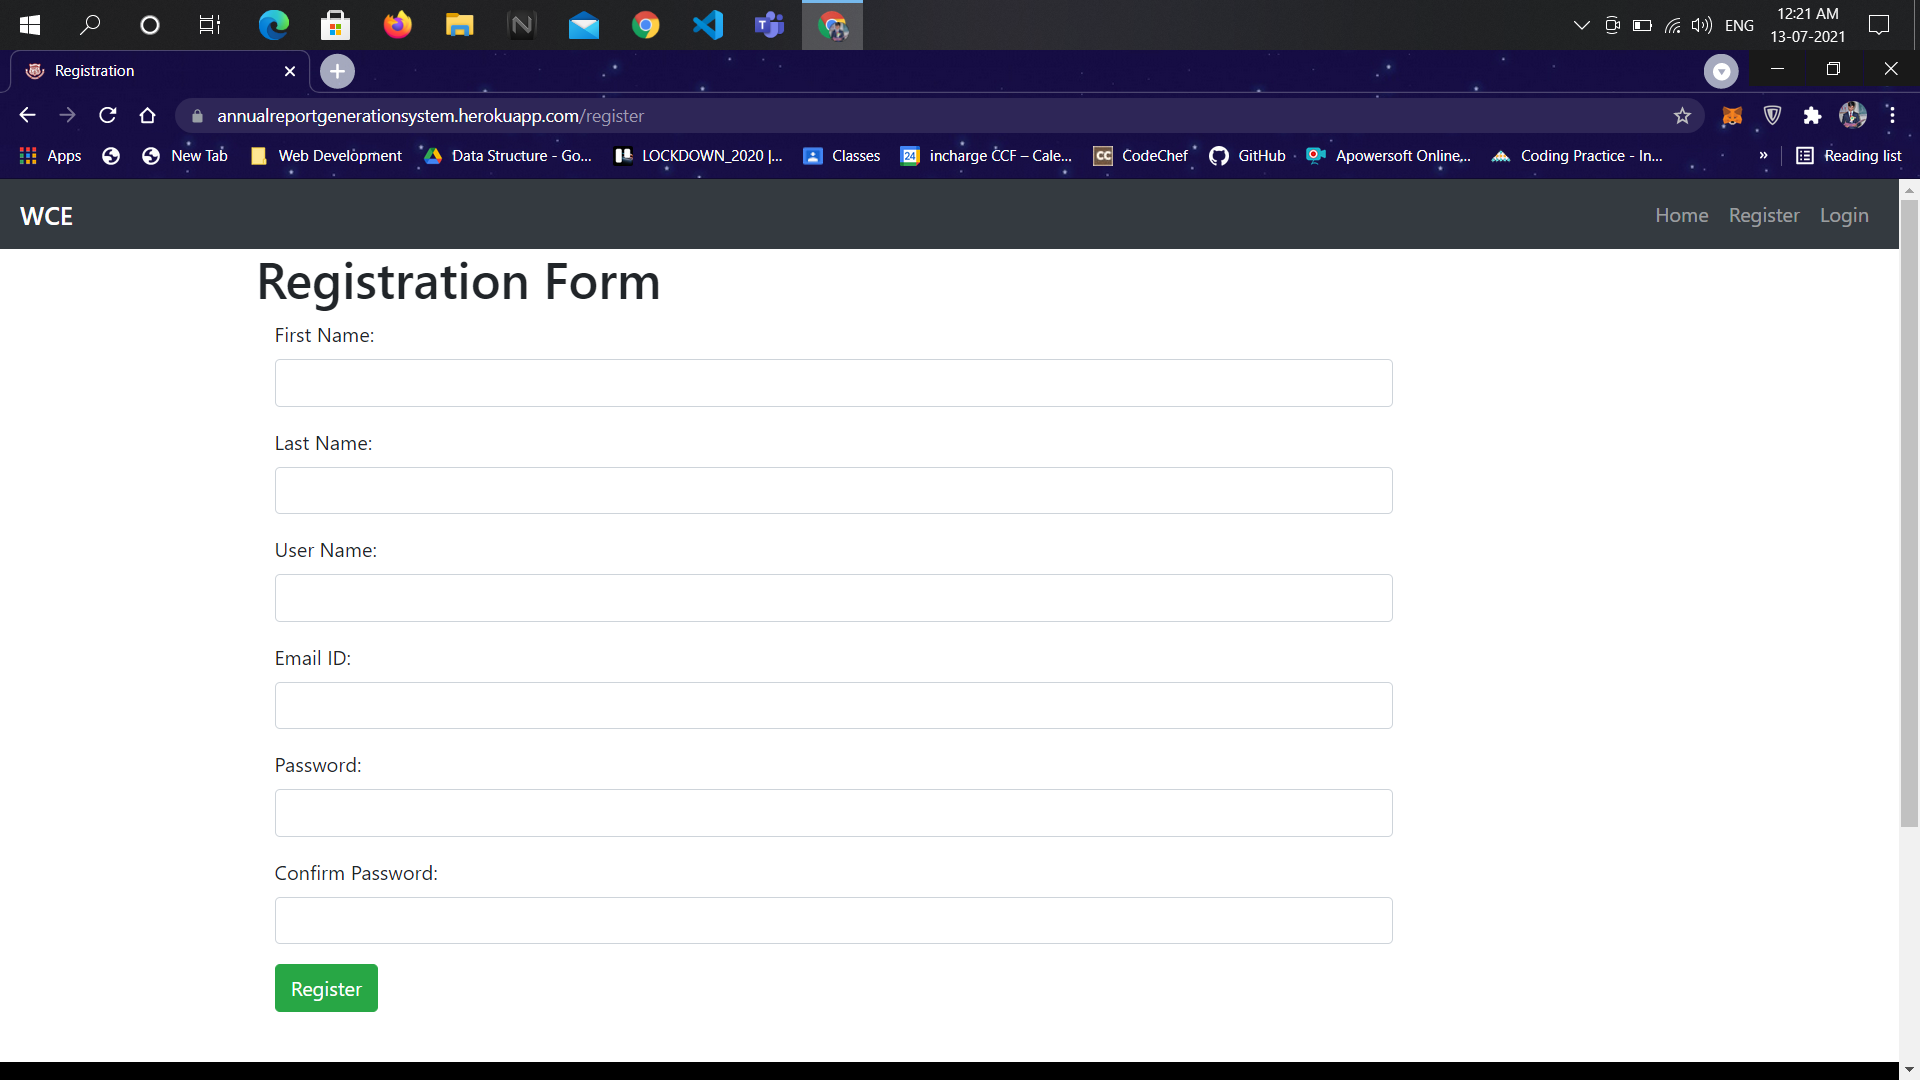 12:21 AM
ENG
13-07-2021
Registration
annualreportgenerationsystem.herokuapp.com/register
Apps
New Tab
Web Development
Data Structure - Go...
LOCKDOWN_2020 |...
Classes
24
incharge CCF – Cale...
CC
CodeChef
GitHub
Apowersoft Online,...
Coding Practice - In...
»
Reading list
WCE
Home
Register
Login
Registration Form
First Name:
Last Name:
User Name:
Email ID:
Password:
Confirm Password:
Register